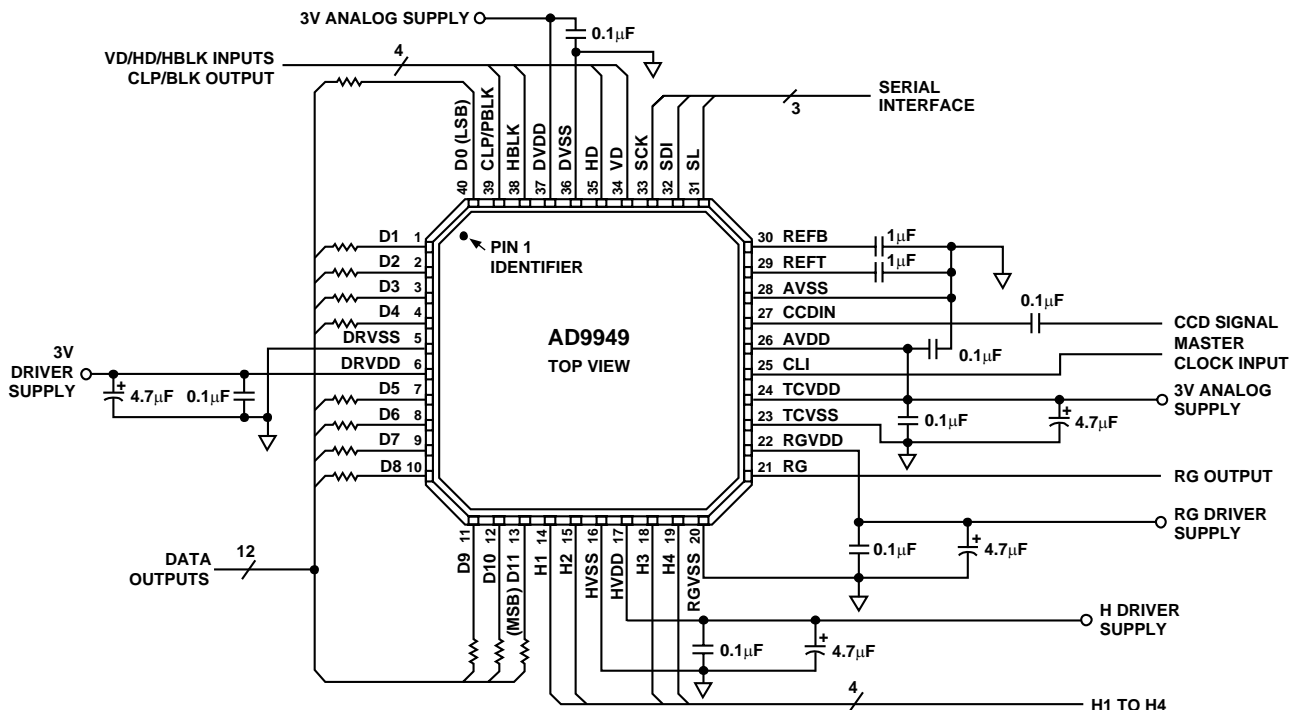 3V ANALOG SUPPLY
0.1μF
VD/HD/HBLK INPUTS
CLP/BLK OUTPUT
4
SERIAL
INTERFACE
3
D0 (LSB)
CLP/PBLK
HBLK
DVDD
DVSS
HD
VD
SCK
SDI
SL
40
39
38
37
36
35
34
33
32
31
PIN 1
IDENTIFIER
AD9949
TOP VIEW
D1 1
D2 2
D3 3
D4 4
DRVSS 5
DRVDD 6
D5 7
D6 8
D7 9
D8 10
3V
DRIVER
SUPPLY
+
4.7μF
0.1μF
30 REFB
1μF
29 REFT
1μF
28 AVSS
27 CCDIN
0.1μF
CCD SIGNAL
26 AVDD
0.1μF
25 CLI
MASTER
CLOCK INPUT
24 TCVDD
3V ANALOG
SUPPLY
23 TCVSS
0.1μF
+
4.7μF
22 RGVDD
21 RG
RG OUTPUT
RG DRIVER
SUPPLY
0.1μF
+
4.7μF
11
12
13
14
15
16
17
18
19
20
D9
D10
(MSB) D11
H1
H2
HVSS
HVDD
H3
H4
RGVSS
DATA
OUTPUTS
12
H DRIVER
SUPPLY
0.1μF
+
4.7μF
4
H1 TO H4